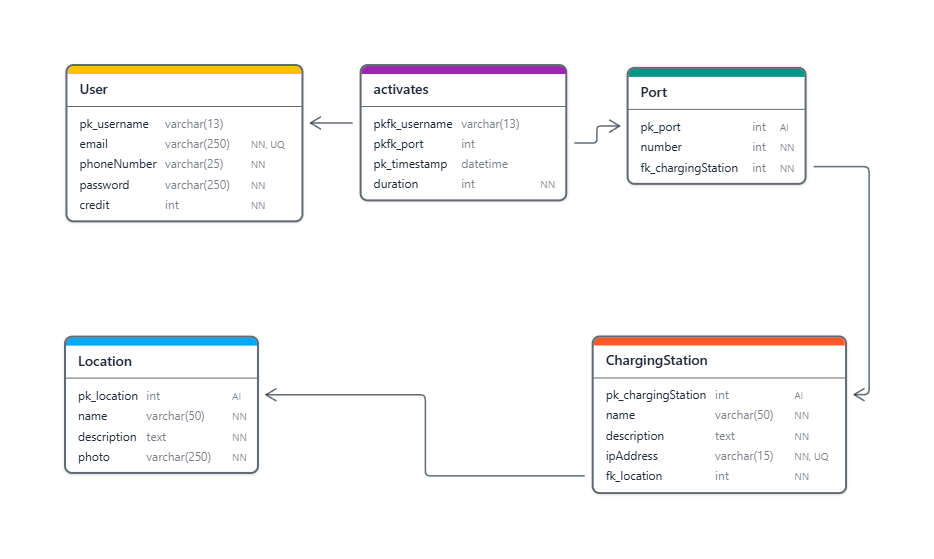 User
pk_username varchar(13)
email varchar(250) NN, UQ
phoneNumber varchar(25) NN
password varchar(250) NN
credit int NN
activates
pkfk_username varchar(13)
pkfk_port int
pk_timestamp datetime
duration int NN
Port
pk_port int AI
number int NN
fk_chargingStation int NN
Location
pk_location int AI
name varchar(50) NN
description text NN
photo varchar(250) NN
ChargingStation
pk_chargingStation int AI
name varchar(50) NN
description text NN
ipAddress varchar(15) NN, UQ
fk_location int NN